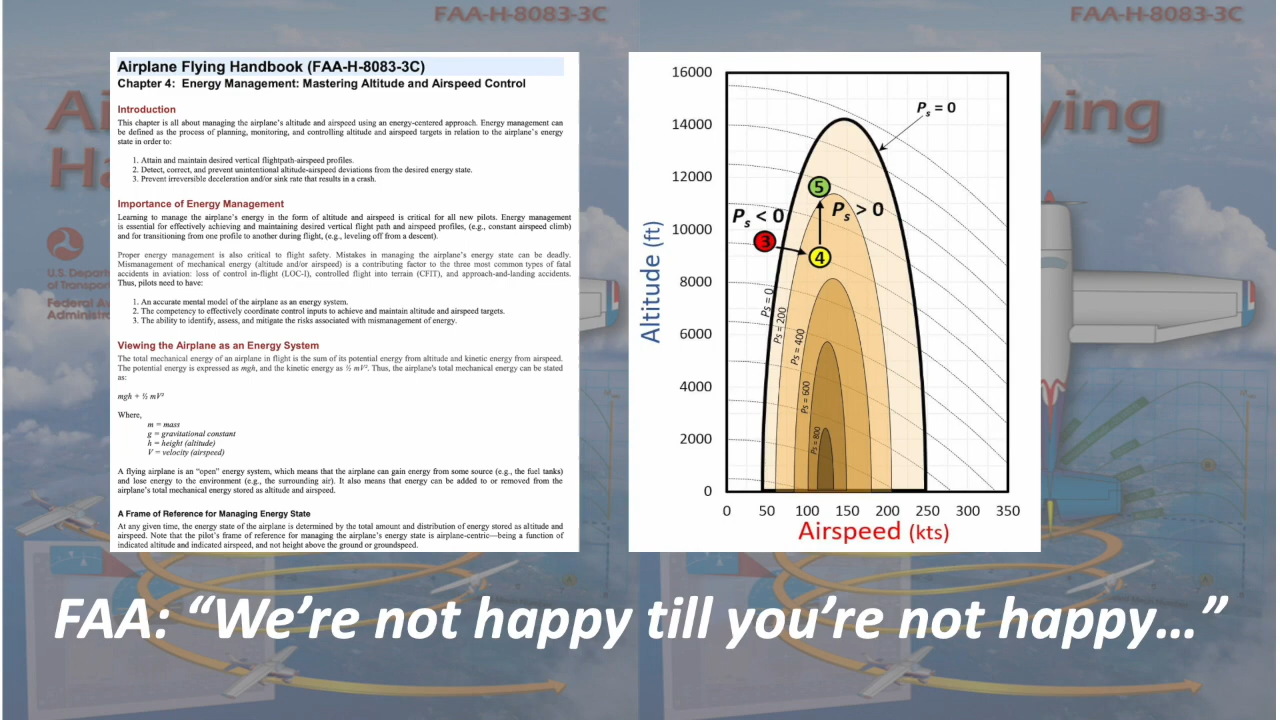 FAA-H-8083-3C
FAA-H-8083-3C
Airplane Flying Handbook (FAA-H-8083-3C)
Chapter 4: Energy Management: Mastering Altitude and Airspeed Control
Introduction
This chapter is all about managing the airplane's altitude and airspeed using an energy-centered approach. Energy management can
be defined as the process of planning, monitoring, and controlling altitude and airspeed targets in relation to the airplane's energy
state in order to:
1. Attain and maintain desired vertical flightpath-airspeed profiles.
2. Detect, correct, and prevent unintentional altitude-airspeed deviations from the desired energy state.
3. Prevent irreversible deceleration and/or sink rate that results in a crash.
Importance of Energy Management
Learning to manage the airplane's energy in the form of altitude and airspeed is critical for all new pilots. Energy management
is essential for effectively achieving and maintaining desired vertical flight path and airspeed profiles, (e.g., constant airspeed climb)
and for transitioning from one profile to another during flight, (e.g., leveling off from a descent).
Proper energy management is also critical to flight safety. Mistakes in managing the airplane's energy state can be deadly.
Mismanagement of mechanical energy (altitude and/or airspeed) is a contributing factor to the three most common types of fatal
accidents in aviation: loss of control in-flight (LOC-I), controlled flight into terrain (CFIT), and approach-and-landing accidents.
Thus, pilots need to have:
1. An accurate mental model of the airplane as an energy system.
2. The competency to effectively coordinate control inputs to achieve and maintain altitude and airspeed targets.
3. The ability to identify, assess, and mitigate the risks associated with mismanagement of energy.
Viewing the Airplane as an Energy System
The total mechanical energy of an airplane in flight is the sum of its potential energy from altitude and kinetic energy from airspeed.
The potential energy is expressed as mgh, and the kinetic energy as ½ mV². Thus, the airplane's total mechanical energy can be stated
as:
mgh + ½ mV²
Where,
m = mass
g = gravitational constant
h = height (altitude)
V = velocity (airspeed)
A flying airplane is an "open" energy system, which means that the airplane can gain energy from some source (e.g., the fuel tanks)
and lose energy to the environment (e.g., the surrounding air). It also means that energy can be added to or removed from the
airplane's total mechanical energy stored as altitude and airspeed.
A Frame of Reference for Managing Energy State
At any given time, the energy state of the airplane is determined by the total amount and distribution of energy stored as altitude and
airspeed. Note that the pilot's frame of reference for managing the airplane's energy state is airplane-centric—being a function of
indicated altitude and indicated airspeed, and not height above the ground or groundspeed.
16000
14000
12000
10000
8000
6000
4000
2000
0
Altitude (ft)
Ps = 0
Ps < 0
Ps > 0
5
3
4
Ps = 0
Ps = 200
Ps = 400
Ps = 600
Ps = 800
0 50 100 150 200 250 300 350
Airspeed (kts)
Ai
ying
Ha
U.S. Depart
of Transpor
Federal Av
Administr
FAA: “We’re not happy till you’re not happy…”